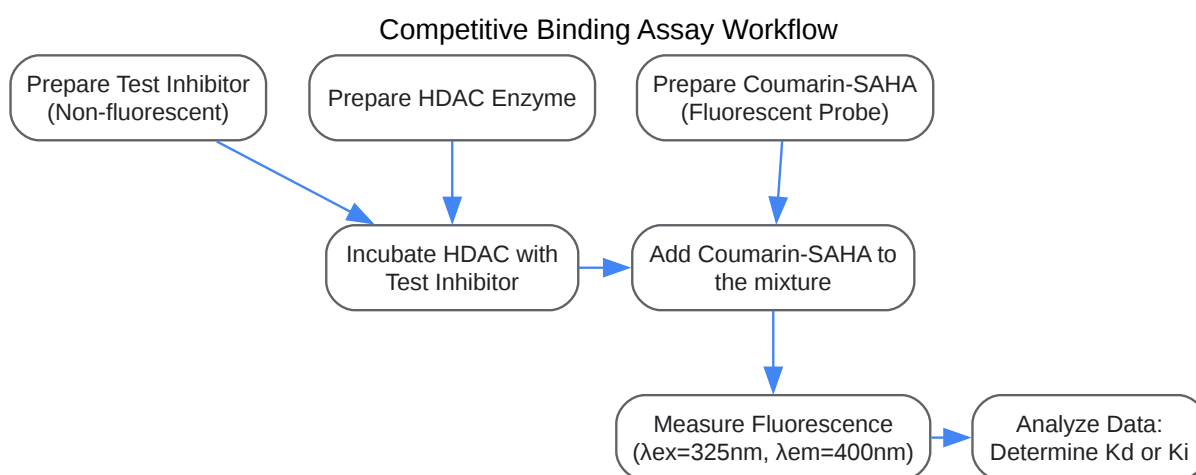 Competitive Binding Assay Workflow
Prepare Test Inhibitor
(Non-fluorescent)
Prepare HDAC Enzyme
Prepare Coumarin-SAHA
(Fluorescent Probe)
Incubate HDAC with
Test Inhibitor
Add Coumarin-SAHA to
the mixture
Measure Fluorescence
(λex=325nm, λem=400nm)
Analyze Data:
Determine Kd or Ki